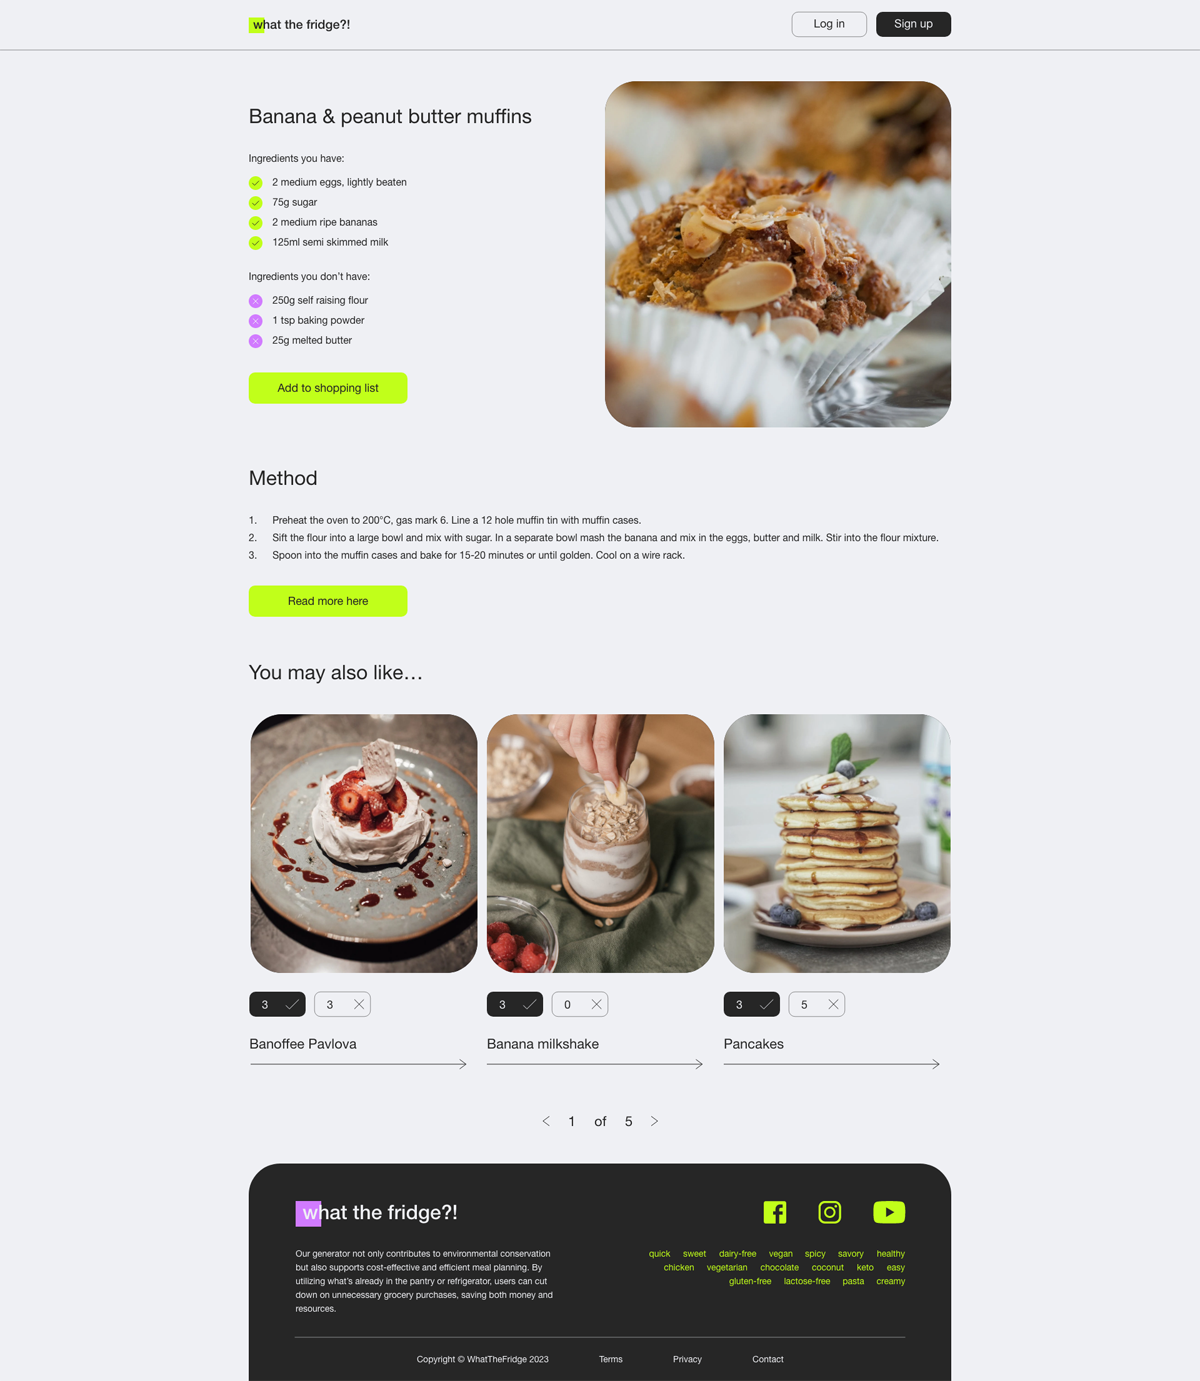 what the fridge?!
Log in
Sign up
Banana & peanut butter muffins
Ingredients you have:
2 medium eggs, lightly beaten
75g sugar
2 medium ripe bananas
125ml semi skimmed milk
Ingredients you don't have:
250g self raising flour
1 tsp baking powder
25g melted butter
Add to shopping list
Method
1. Preheat the oven to 200°C, gas mark 6. Line a 12 hole muffin tin with muffin cases.
2. Sift the flour into a large bowl and mix with sugar. In a separate bowl mash the banana and mix in the eggs, butter and milk. Stir into the flour mixture.
3. Spoon into the muffin cases and bake for 15-20 minutes or until golden. Cool on a wire rack.
Read more here
You may also like…
3 3
Banoffee Pavlova
3 0
Banana milkshake
3 5
Pancakes
1 of 5
what the fridge?!
Our generator not only contributes to environmental conservation
but also supports cost-effective and efficient meal planning. By
utilizing what's already in the pantry or refrigerator, users can cut
down on unnecessary grocery purchases, saving both money and
resources.
quick sweet dairy-free vegan spicy savory healthy
chicken vegetarian chocolate coconut keto easy
gluten-free lactose-free pasta creamy
Copyright © WhatTheFridge 2023 Terms Privacy Contact